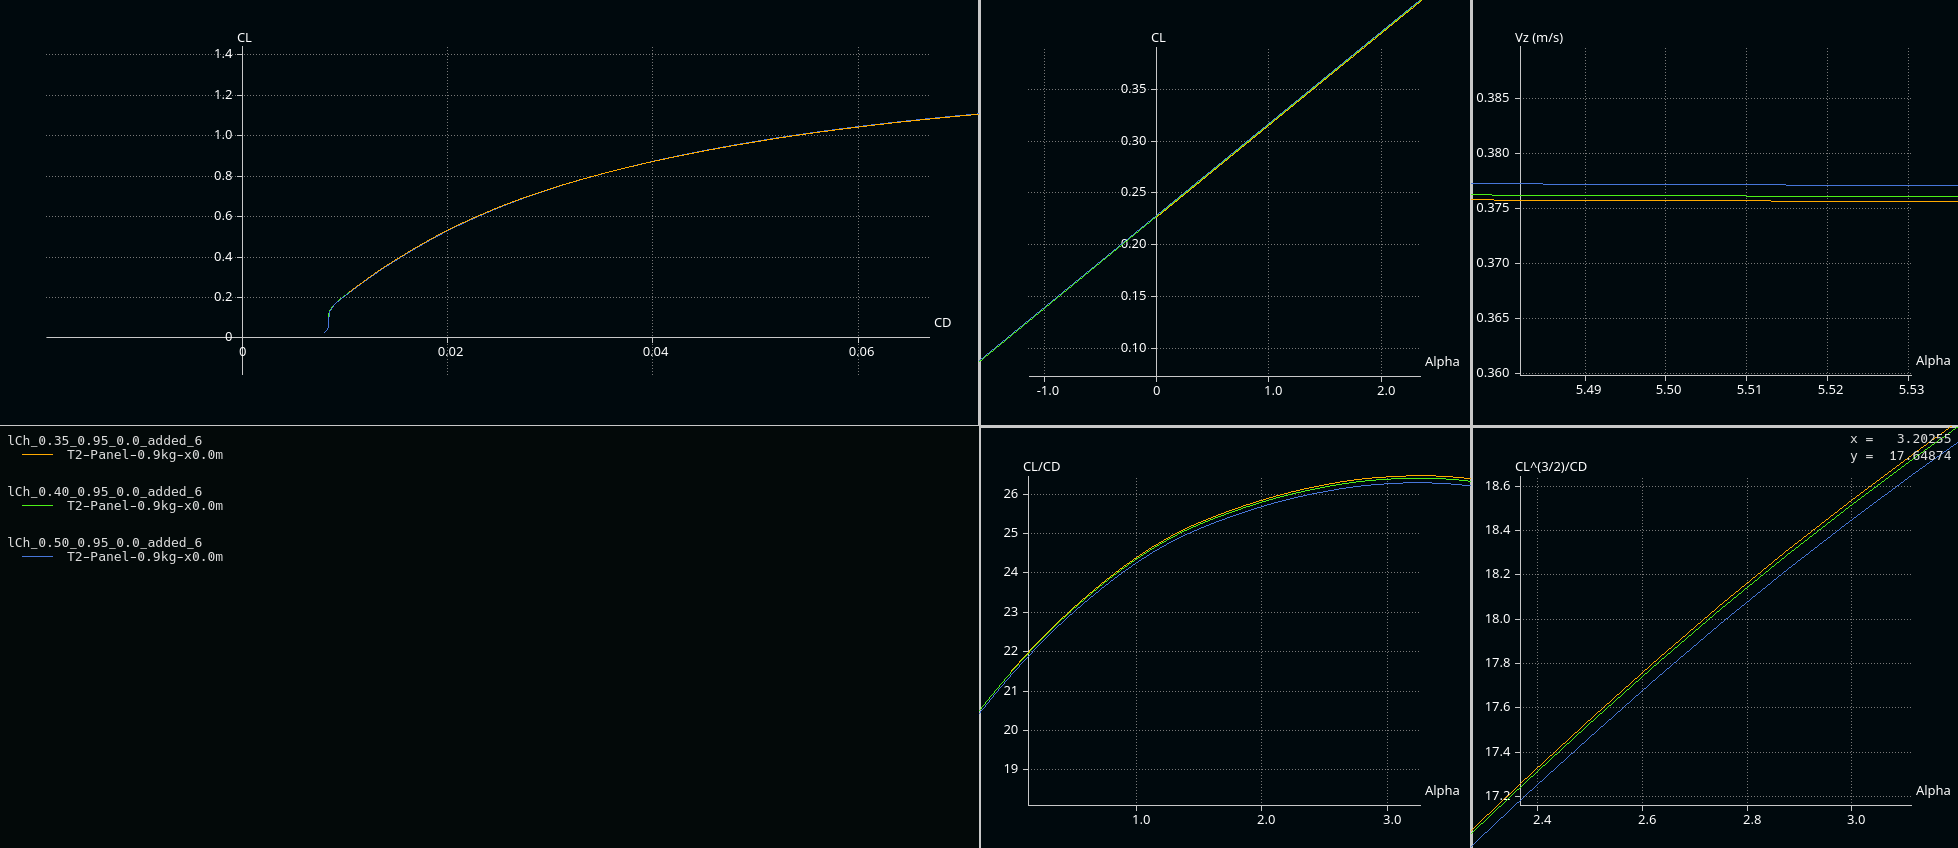 CL
1.4
1.2
1.0
0.8
0.6
0.4
0.2
0
CD
0 0.02 0.04 0.06
CL
0.35
0.30
0.25
0.20
0.15
0.10
Alpha
-1.0 0 1.0 2.0
Vz (m/s)
0.385
0.380
0.375
0.370
0.365
0.360
Alpha
5.49 5.50 5.51 5.52 5.53
lCh_0.35_0.95_0.0_added_6
T2-Panel-0.9kg-x0.0m
lCh_0.40_0.95_0.0_added_6
T2-Panel-0.9kg-x0.0m
lCh_0.50_0.95_0.0_added_6
T2-Panel-0.9kg-x0.0m
CL/CD
26
25
24
23
22
21
20
19
Alpha
1.0 2.0 3.0
x = 3.20255
y = 17.64874
CL^(3/2)/CD
18.6
18.4
18.2
18.0
17.8
17.6
17.4
17.2
Alpha
2.4 2.6 2.8 3.0